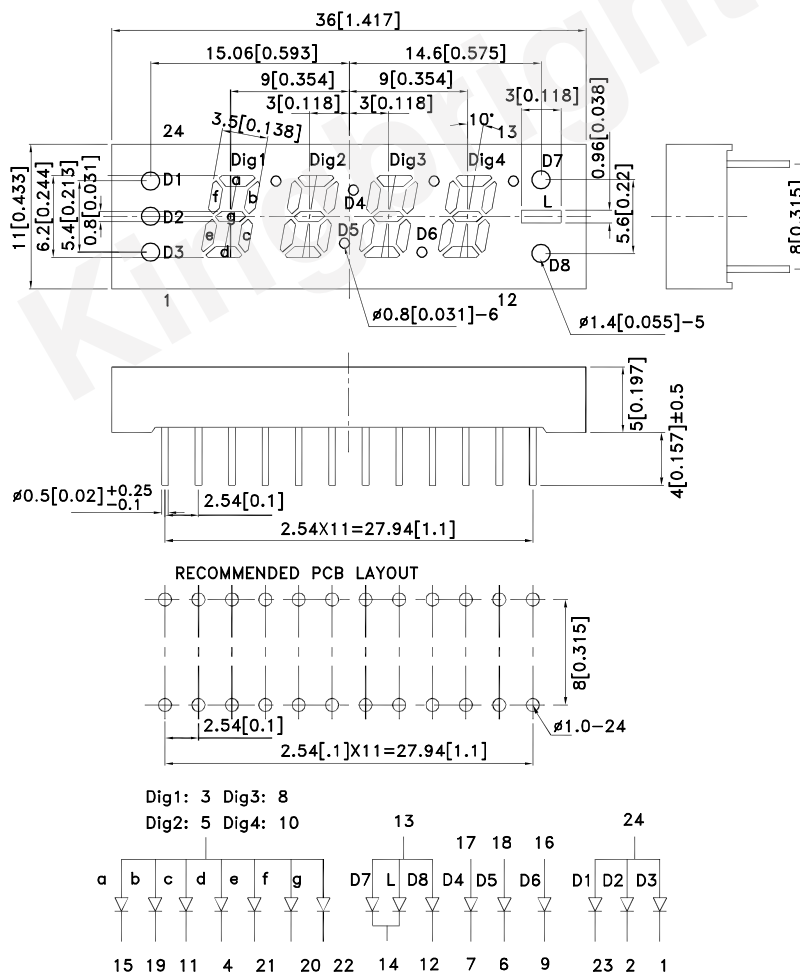 36[1.417]
15.06[0.593] 14.6[0.575]
9[0.354] 9[0.354]
3[0.118] 3[0.118] 3[0.118]
0.96[0.038]
3.5[0.138]
10°
24 13
Dig1 Dig2 Dig3 Dig4 D7
D1 a
f b D4
L
D2 g
D5 D6
e c
D3 d D8
11[0.433]
6.2[0.244]
5.4[0.213]
0.8[0.031]
5.6[0.22]
8[0.315]
1 12
ø0.8[0.031]-6
ø1.4[0.055]-5
Kingbright
5[0.197]
4[0.157]±0.5
ø0.5[0.02]+0.25
-0.1
2.54[0.1]
2.54X11=27.94[1.1]
RECOMMENDED PCB LAYOUT
8[0.315]
2.54[0.1]
ø1.0-24
2.54[.1]X11=27.94[1.1]
Dig1: 3 Dig3: 8
Dig2: 5 Dig4: 10
13 24
17 18 16
a b c d e f g D7 L D8 D4 D5 D6 D1 D2 D3
15 19 11 4 21 20 22 14 12 7 6 9 23 2 1